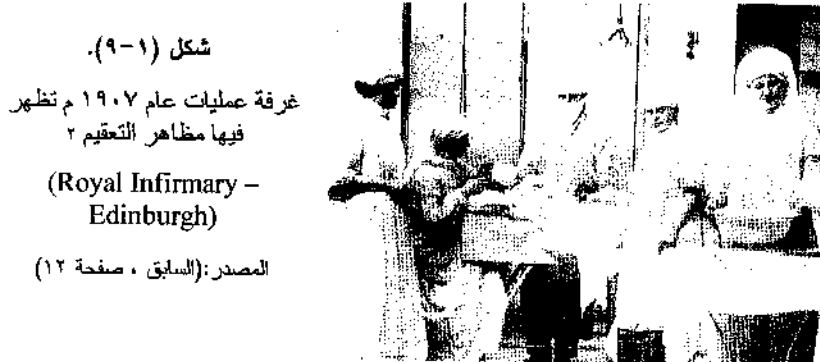 شكل (١-٩).
غرفة عمليات عام ١٩٠٧ م تظهر
فيها مظاهر التعقيم ٢
(Royal Infirmary –
Edinburgh)
المصدر:(السابق ، صفحة ١٢)